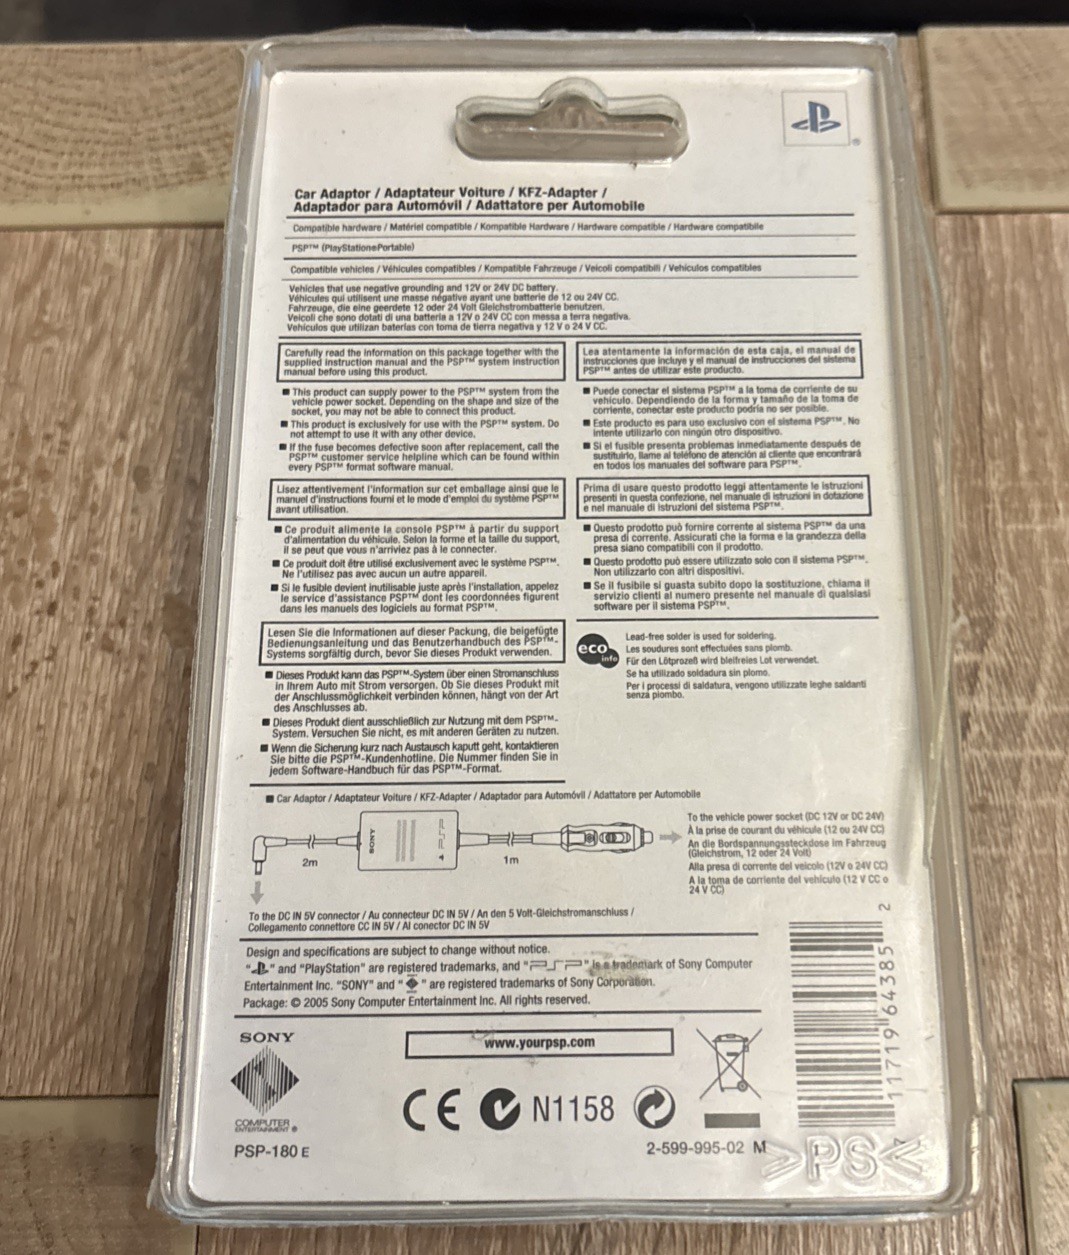 Car Adaptor / Adaptateur Voiture / KFZ-Adapter /
Adaptador para Automóvil / Adattatore per Automobile
Compatible hardware / Matériel compatible / Kompatible Hardware / Hardware compatible / Hardware compatibile
PSP™ (PlayStation®Portable)
Compatible vehicles / Véhicules compatibles / Kompatible Fahrzeuge / Veicoli compatibili / Vehículos compatibles
Vehicles that use negative grounding and 12V or 24V DC battery.
Véhicules qui utilisent une masse négative ayant une batterie de 12 ou 24V CC.
Fahrzeuge, die eine geerdete 12 oder 24 Volt Gleichstrombatterie benutzen.
Veicoli che sono dotati di una batteria a 12V o 24V CC con messa a terra negativa.
Vehículos que utilizan baterías con toma de tierra negativa y 12 V o 24 V CC.
Carefully read the information on this package together with the
supplied instruction manual and the PSP™ system instruction
manual before using this product.
■ This product can supply power to the PSP™ system from the
vehicle power socket. Depending on the shape and size of the
socket, you may not be able to connect this product.
■ This product is exclusively for use with the PSP™ system. Do
not attempt to use it with any other device.
■ If the fuse becomes defective soon after replacement, call the
PSP™ customer service helpline which can be found within
every PSP™ format software manual.
Lisez attentivement l'information sur cet emballage ainsi que le
manuel d'instructions fourni et le mode d'emploi du système PSP™
avant utilisation.
■ Ce produit alimente la console PSP™ à partir du support
d'alimentation du véhicule. Selon la forme et la taille du support,
il se peut que vous n'arriviez pas à le connecter.
■ Ce produit doit être utilisé exclusivement avec le système PSP™.
Ne l'utilisez pas avec aucun un autre appareil.
■ Si le fusible devient inutilisable juste après l'installation, appelez
le service d'assistance PSP™ dont les coordonnées figurent
dans les manuels des logiciels au format PSP™.
Lesen Sie die Informationen auf dieser Packung, die beigefügte
Bedienungsanleitung und das Benutzerhandbuch des PSP™-
Systems sorgfältig durch, bevor Sie dieses Produkt verwenden.
■ Dieses Produkt kann das PSP™-System über einen Stromanschluss
in Ihrem Auto mit Strom versorgen. Ob Sie dieses Produkt mit
der Anschlussmöglichkeit verbinden können, hängt von der Art
des Anschlusses ab.
■ Dieses Produkt dient ausschließlich zur Nutzung mit dem PSP™-
System. Versuchen Sie nicht, es mit anderen Geräten zu nutzen.
■ Wenn die Sicherung kurz nach Austausch kaputt geht, kontaktieren
Sie bitte die PSP™-Kundenhotline. Die Nummer finden Sie in
jedem Software-Handbuch für das PSP™-Format.
Lea atentamente la información de esta caja, el manual de
instrucciones que incluye y el manual de instrucciones del sistema
PSP™ antes de utilizar este producto.
■ Puede conectar el sistema PSP™ a la toma de corriente de su
vehículo. Dependiendo de la forma y tamaño de la toma de
corriente, conectar este producto podría no ser posible.
■ Este producto es para uso exclusivo con el sistema PSP™. No
intente utilizarlo con ningún otro dispositivo.
■ Si el fusible presenta problemas inmediatamente después de
sustituirlo, llame al teléfono de atención al cliente que encontrará
en todos los manuales del software para PSP™.
Prima di usare questo prodotto leggi attentamente le istruzioni
presenti in questa confezione, nel manuale di istruzioni in dotazione
e nel manuale di istruzioni del sistema PSP™.
■ Questo prodotto può fornire corrente al sistema PSP™ da una
presa di corrente. Assicurati che la forma e la grandezza della
presa siano compatibili con il prodotto.
■ Questo prodotto può essere utilizzato solo con il sistema PSP™.
Non utilizzarlo con altri dispositivi.
■ Se il fusibile si guasta subito dopo la sostituzione, chiama il
servizio clienti al numero presente nel manuale di qualsiasi
software per il sistema PSP™.
eco
info
Lead-free solder is used for soldering.
Les soudures sont effectuées sans plomb.
Für den Lötprozeß wird bleifreies Lot verwendet.
Se ha utilizado soldadura sin plomo.
Per i processi di saldatura, vengono utilizzate leghe saldanti
senza piombo.
■ Car Adaptor / Adaptateur Voiture / KFZ-Adapter / Adaptador para Automóvil / Adattatore per Automobile
2m
SONY
PSP
1m
To the vehicle power socket (DC 12V or DC 24V)
À la prise de courant du véhicule (12 ou 24V CC)
An die Bordspannungssteckdose im Fahrzeug
(Gleichstrom, 12 oder 24 Volt)
Alla presa di corrente del veicolo (12V o 24V CC)
A la toma de corriente del vehículo (12 V CC o
24 V CC)
To the DC IN 5V connector / Au connecteur DC IN 5V / An den 5 Volt-Gleichstromanschluss /
Collegamento connettore CC IN 5V / Al conector DC IN 5V
Design and specifications are subject to change without notice.
" " and "PlayStation" are registered trademarks, and "PSP" is a trademark of Sony Computer
Entertainment Inc. "SONY" and " " are registered trademarks of Sony Corporation.
Package: © 2005 Sony Computer Entertainment Inc. All rights reserved.
SONY
COMPUTER
ENTERTAINMENT ®
PSP-180 E
www.yourpsp.com
CE N1158
2-599-995-02 M
7 11719 64385 2
>PS<